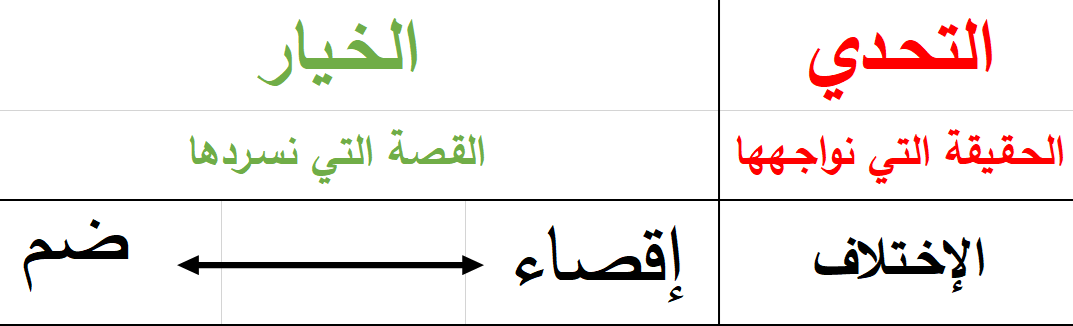 التحدي الخيار
الحقيقة التي نواجهها القصة التي نسردها
الإختلاف إقصاء ضم